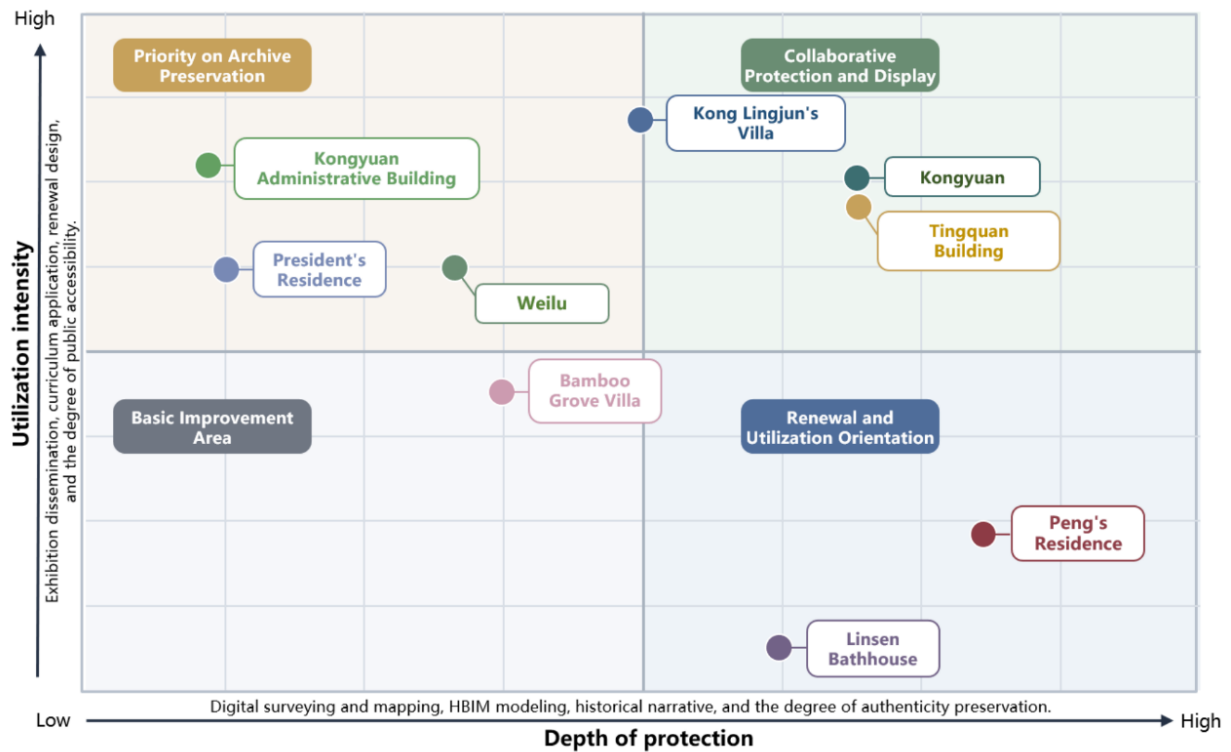 High
Priority on Archive
Preservation
Collaborative
Protection and Display
Kong Lingjun's
Villa
Kongyuan
Administrative Building
Kongyuan
Tingquan
Building
President's
Residence
Weilu
Utilization intensity
Exhibition dissemination, curriculum application, renewal design,
and the degree of public accessibility.
Bamboo
Grove Villa
Basic Improvement
Area
Renewal and
Utilization Orientation
Peng's
Residence
Linsen
Bathhouse
Digital surveying and mapping, HBIM modeling, historical narrative, and the degree of authenticity preservation.
Low
High
Depth of protection